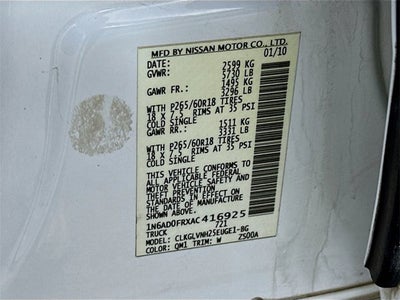 MFD BY NISSAN MOTOR CO., LTD.
DATE: 01/10
GVWR: 2599 KG
5730 LB
GAWR FR.: 1495 KG
3296 LB
WITH P265/60R18 TIRES
18 X 7.5 RIMS AT 35 PSI
COLD SINGLE
GAWR RR.: 1511 KG
3331 LB
WITH P265/60R18 TIRES
18 X 7.5 RIMS AT 35 PSI
COLD SINGLE
THIS VEHICLE CONFORMS TO
ALL APPLICABLE FEDERAL
MOTOR VEHICLE SAFETY AND
THEFT PREVENTION
STANDARDS IN EFFECT ON
THE DATE OF MANUFACTURE
SHOWN ABOVE
1N6AD0FRXAC416925
TRUCK 721
MODEL: CLKGLVNH25EUGE1-BG
COLOR: QM1 TRIM: W Z500A